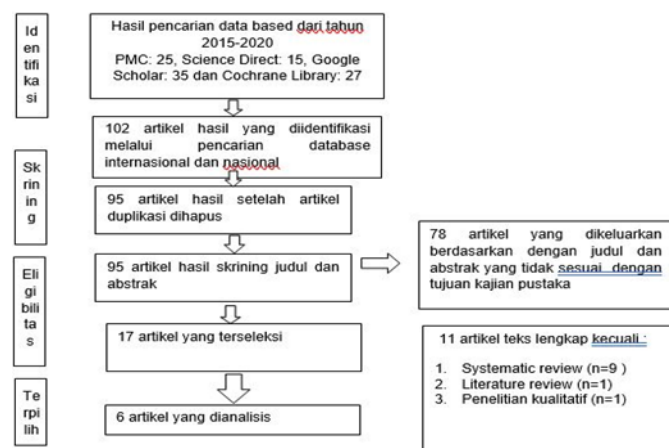 Id
en
tifi
ka
si
Hasil pencarian data based dari tahun
2015-2020
PMC: 25, Science Direct: 15, Google
Scholar: 35 dan Cochrane Library: 27
102 artikel hasil yang diidentifikasi
melalui pencarian database
internasional dan nasional
Sk
rin
in
g
95 artikel hasil setelah artikel
duplikasi dihapus
78 artikel yang dikeluarkan
berdasarkan dengan judul dan
abstrak yang tidak sesuai dengan
tujuan kajian pustaka
Eli
gi
bili
ta
s
95 artikel hasil skrining judul dan
abstrak
17 artikel yang terseleksi
11 artikel teks lengkap kecuali :
1. Systematic review (n=9 )
2. Literature review (n=1)
3. Penelitian kualitatif (n=1)
Te
rpi
lih
6 artikel yang dianalisis